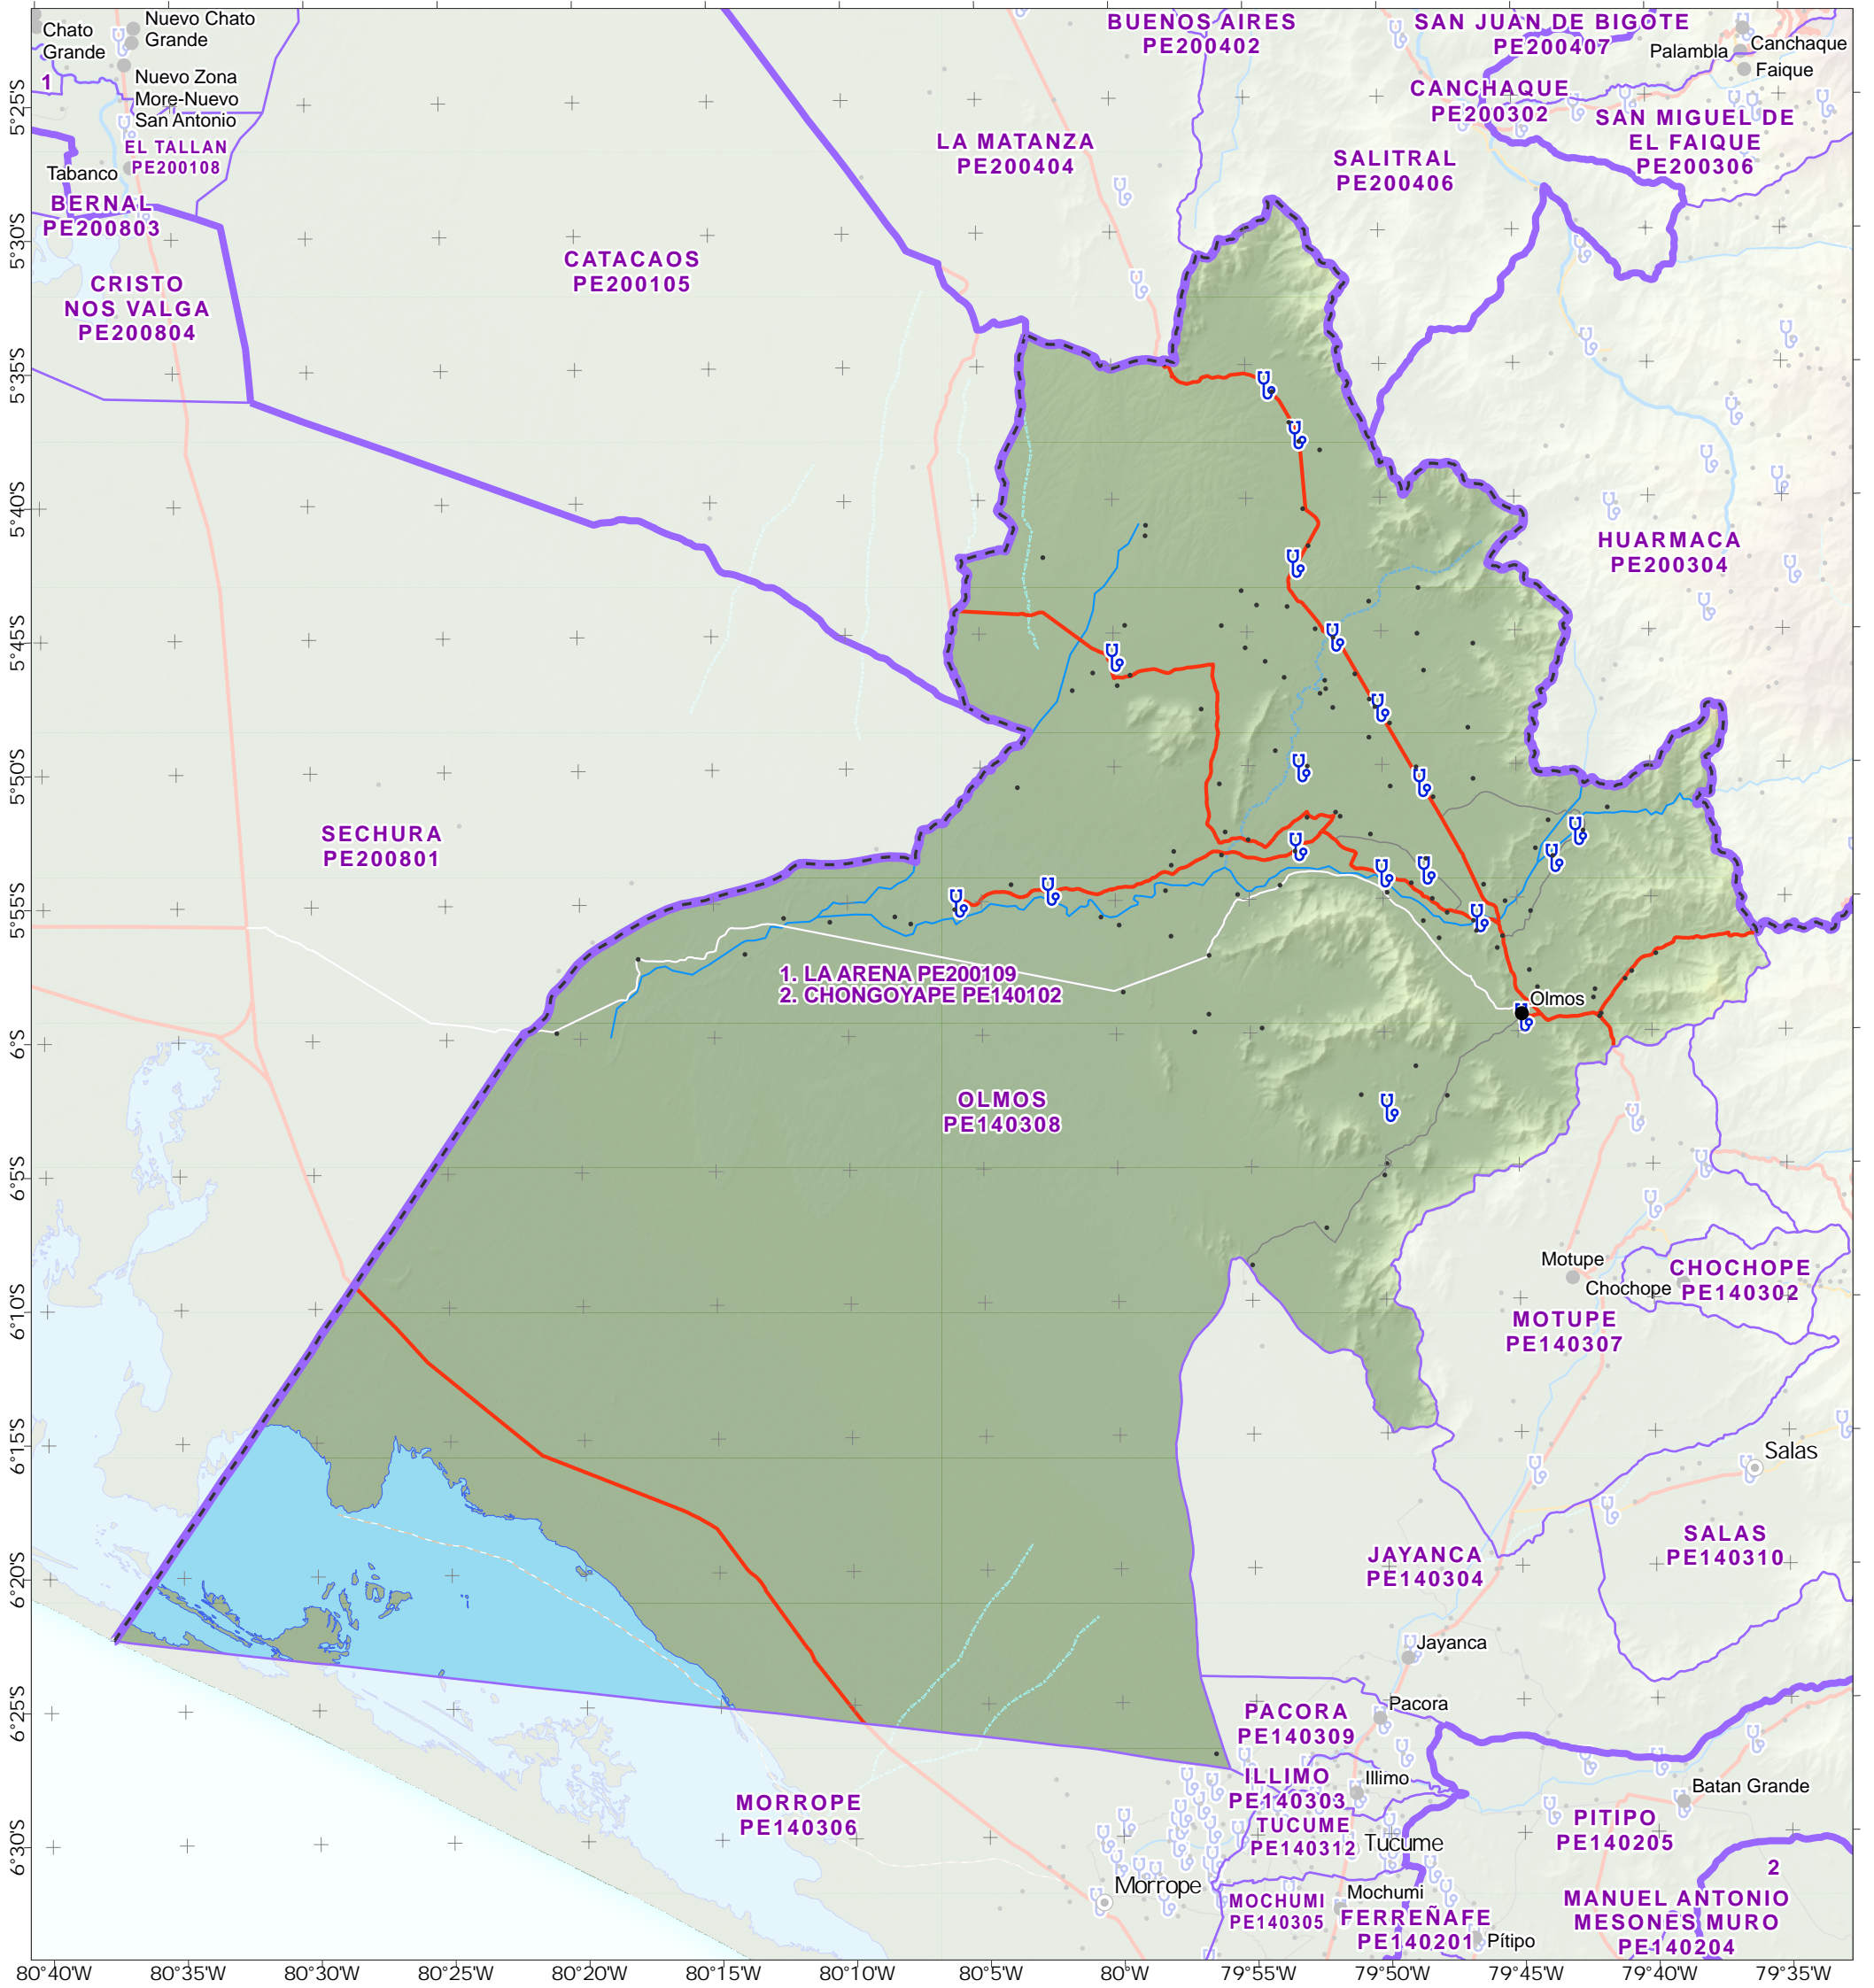 Chato
Grande
Nuevo Chato
Grande
BUENOS AIRES
PE200402
SAN JUAN DE BIGOTE
PE200407
Palambla
Canchaque
Faique
1
Nuevo Zona
More-Nuevo
San Antonio
CANCHAQUE
PE200302
SAN MIGUEL DE
EL FAIQUE
PE200306
EL TALLAN
PE200108
LA MATANZA
PE200404
SALITRAL
PE200406
Tabanco
BERNAL
PE200803
CATACAOS
PE200105
CRISTO
NOS VALGA
PE200804
HUARMACA
PE200304
SECHURA
PE200801
1. LA ARENA PE200109
2. CHONGOYAPE PE140102
Olmos
OLMOS
PE140308
Motupe
Chochope
CHOCHOPE
PE140302
MOTUPE
PE140307
Salas
SALAS
PE140310
JAYANCA
PE140304
Jayanca
Pacora
PACORA
PE140309
ILLIMO
PE140303
Illimo
Batan Grande
MORROPE
PE140306
TUCUME
PE140312
Tucume
PITIPO
PE140205
2
Morrope
MOCHUMI
PE140305
Mochumi
FERREÑAFE
PE140201
Pítipo
MANUEL ANTONIO
MESONES MURO
PE140204
5°25'S
5°30'S
5°35'S
5°40'S
5°45'S
5°50'S
5°55'S
6°S
6°5'S
6°10'S
6°15'S
6°20'S
6°25'S
6°30'S
80°40'W
80°35'W
80°30'W
80°25'W
80°20'W
80°15'W
80°10'W
80°5'W
80°W
79°55'W
79°50'W
79°45'W
79°40'W
79°35'W